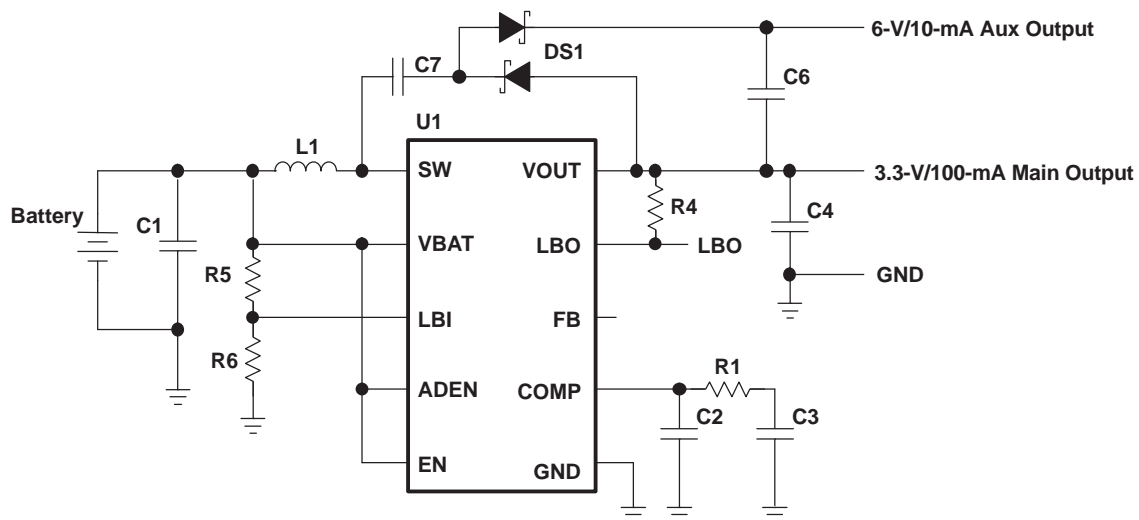 6-V/10-mA Aux Output
DS1
C7
C6
U1
L1
SW
VOUT
3.3-V/100-mA Main Output
R4
C4
Battery
C1
VBAT
LBO
LBO
R5
GND
LBI
FB
R6
R1
ADEN
COMP
C2
C3
EN
GND